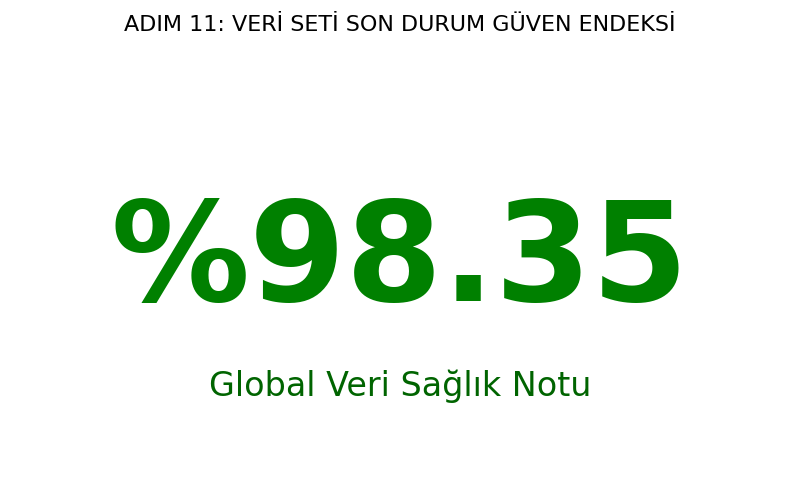 ADIM 11: VERİ SETİ SON DURUM GÜVEN ENDEKSİ
%98.35
Global Veri Sağlık Notu